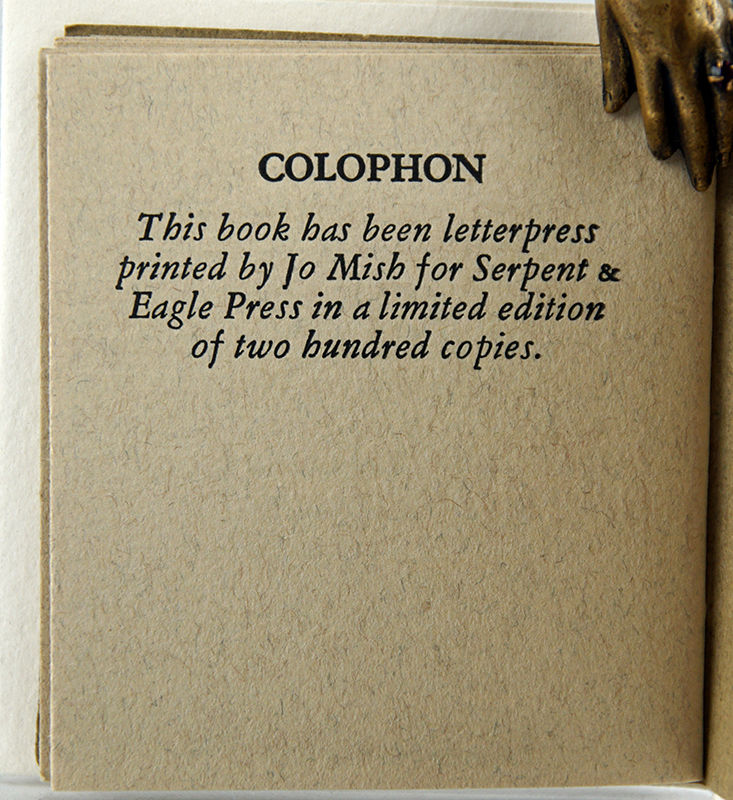 COLOPHON
This book has been letterpress
printed by Jo Mish for Serpent &
Eagle Press in a limited edition
of two hundred copies.